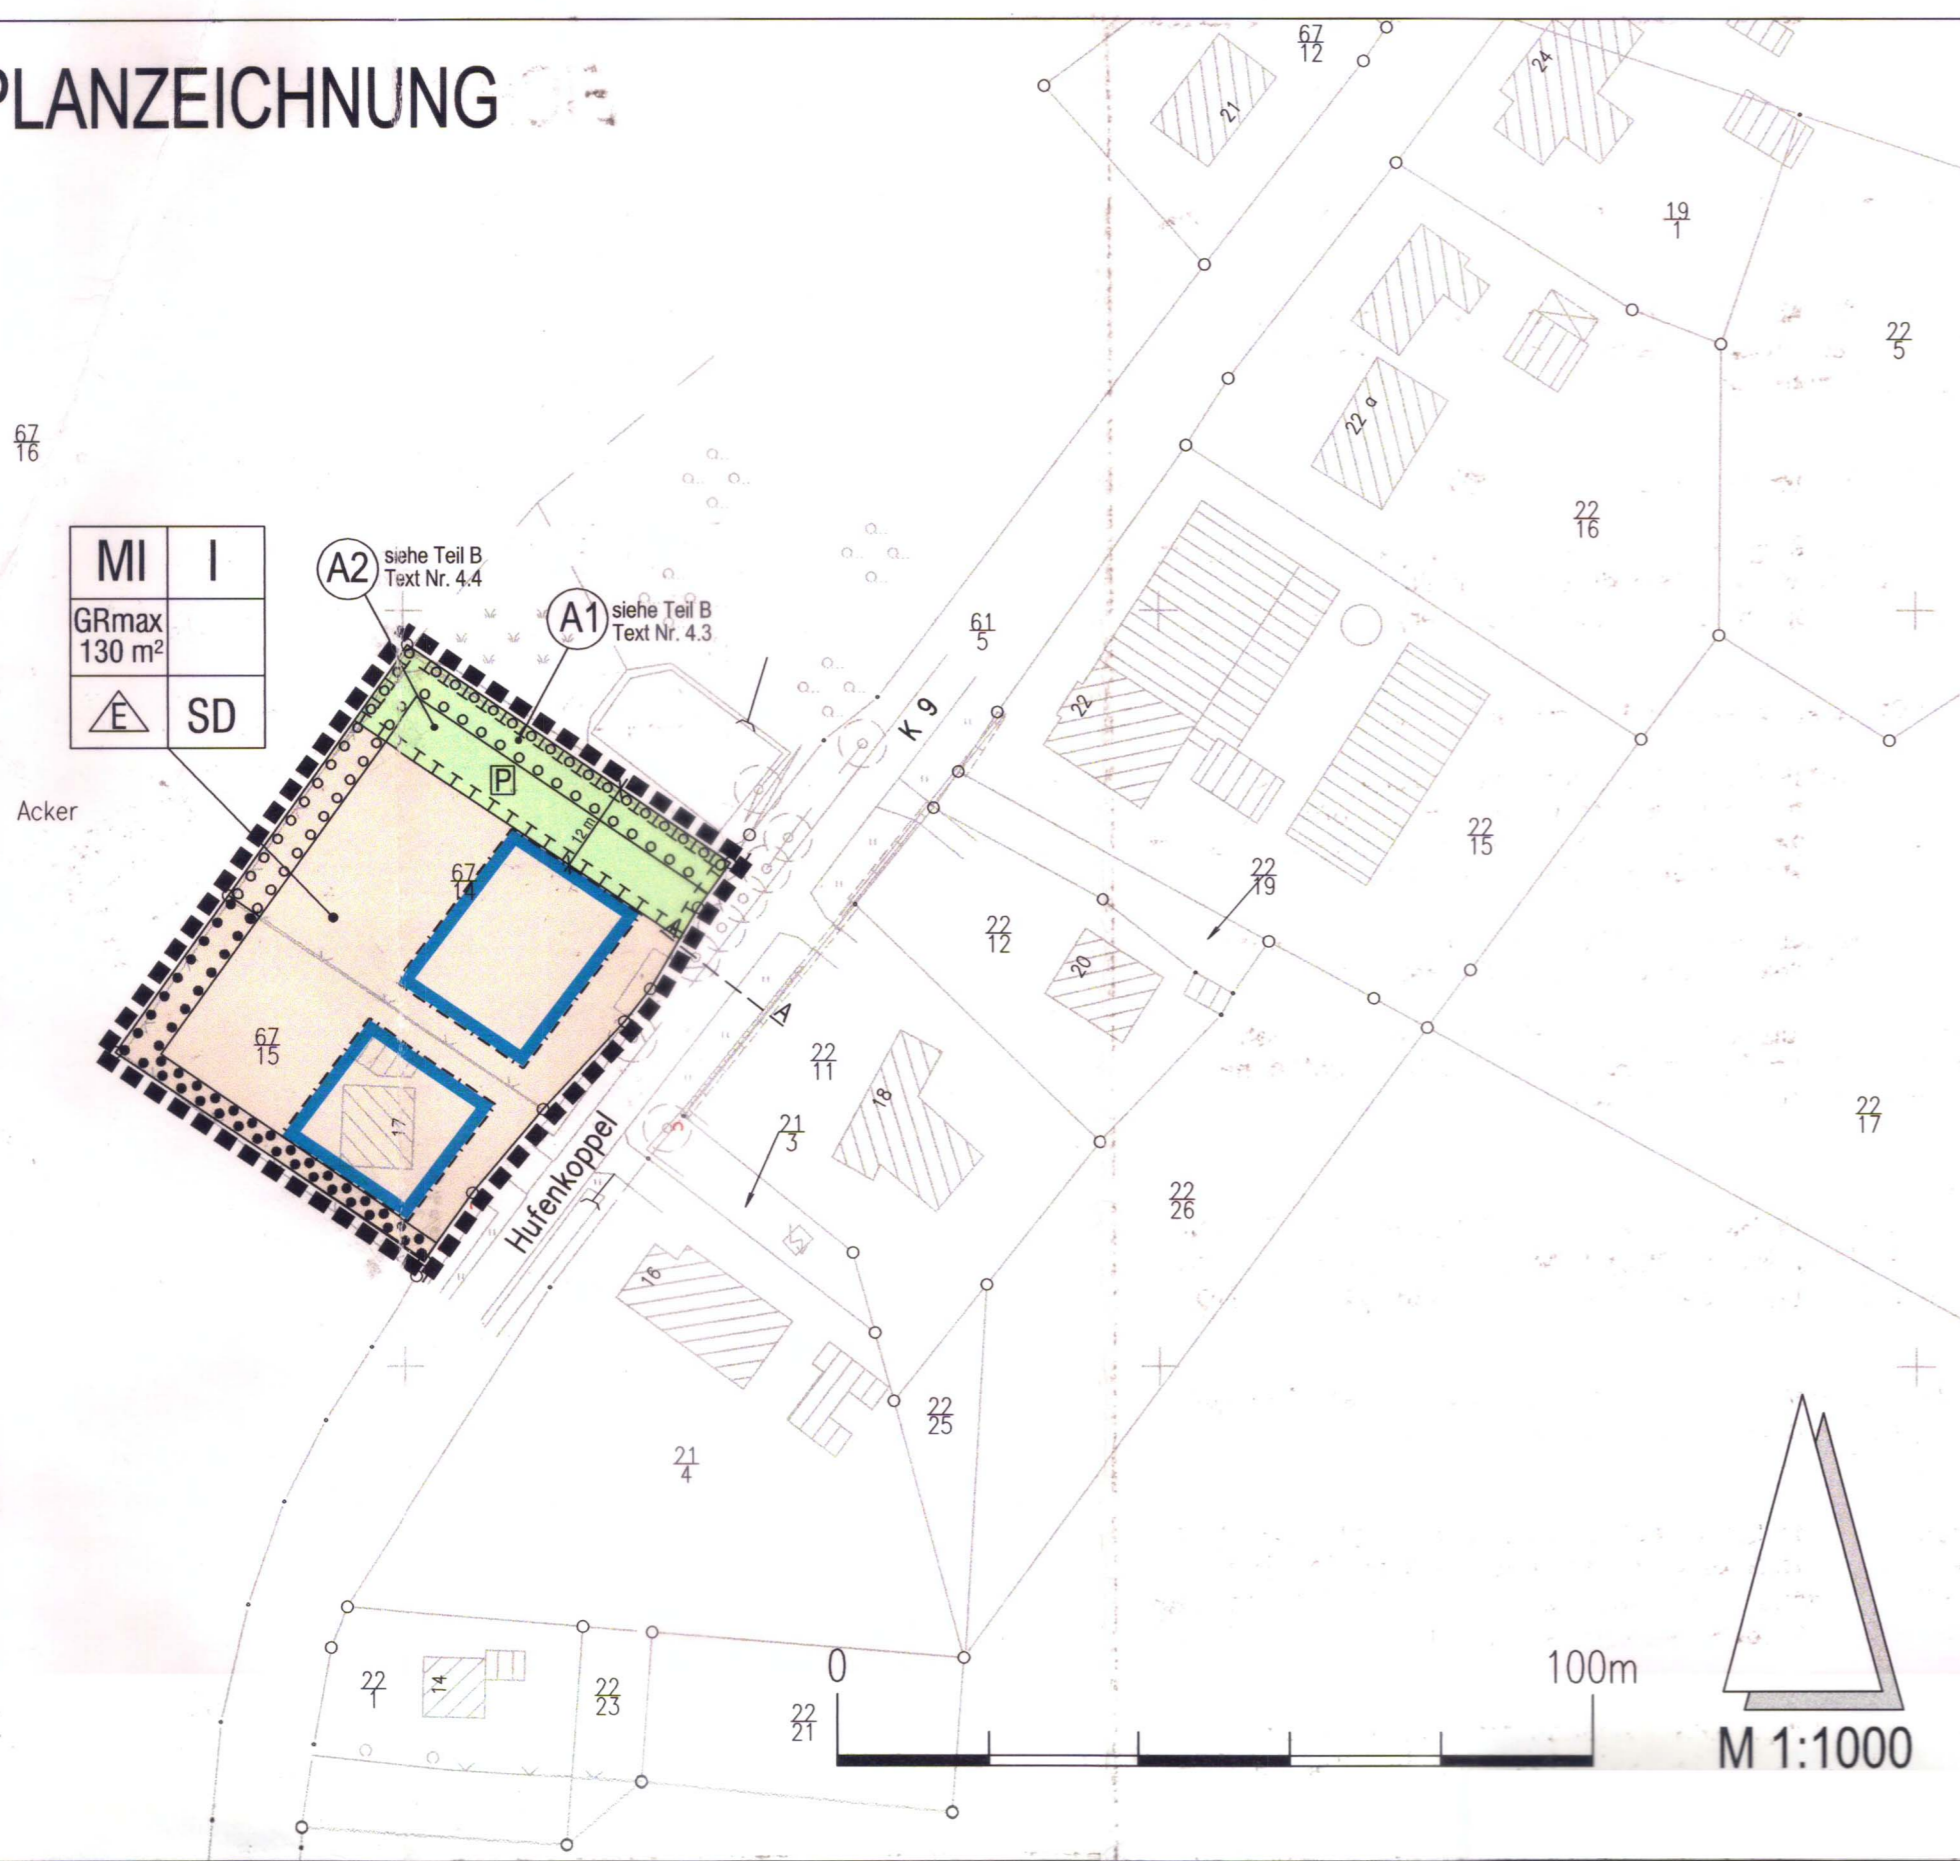 PLANZEICHNUNG
67
12
24
21
19
1
22
5
22 a
67
16
22
16
MI I
GRmax
130 m²
E SD
A2 siehe Teil B
Text Nr. 4.4
A1 siehe Teil B
Text Nr. 4.3
61
5
K 9
22
Acker
P
12 m
67
14
22
15
22
19
22
12
20
A
A
67
15
22
11
18
17
21
3
Hufenkoppel
22
17
22
26
16
22
25
21
4
22
1
14
22
23
22
21
0 100m
M 1:1000